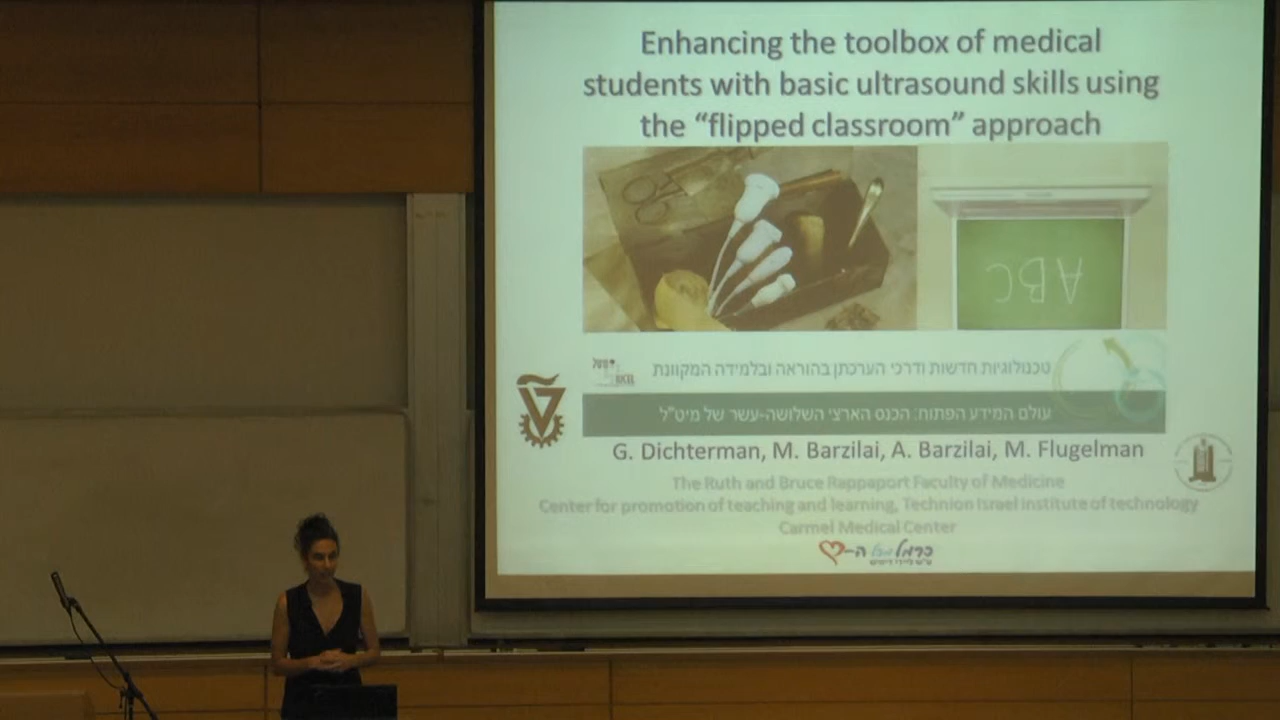 Enhancing the toolbox of medical
students with basic ultrasound skills using
the “flipped classroom” approach
ABC
טכנולוגיות חדשות ודרכי הערכתן בהוראה ובלמידה המקוונת
עולם המידע הפתוח: הכנס הארצי השלושה-עשר של מיט"ל
G. Dichterman, M. Barzilai, A. Barzilai, M. Flugelman
The Ruth and Bruce Rappaport Faculty of Medicine
Center for promotion of teaching and learning, Technion Israel institute of technology
Carmel Medical Center